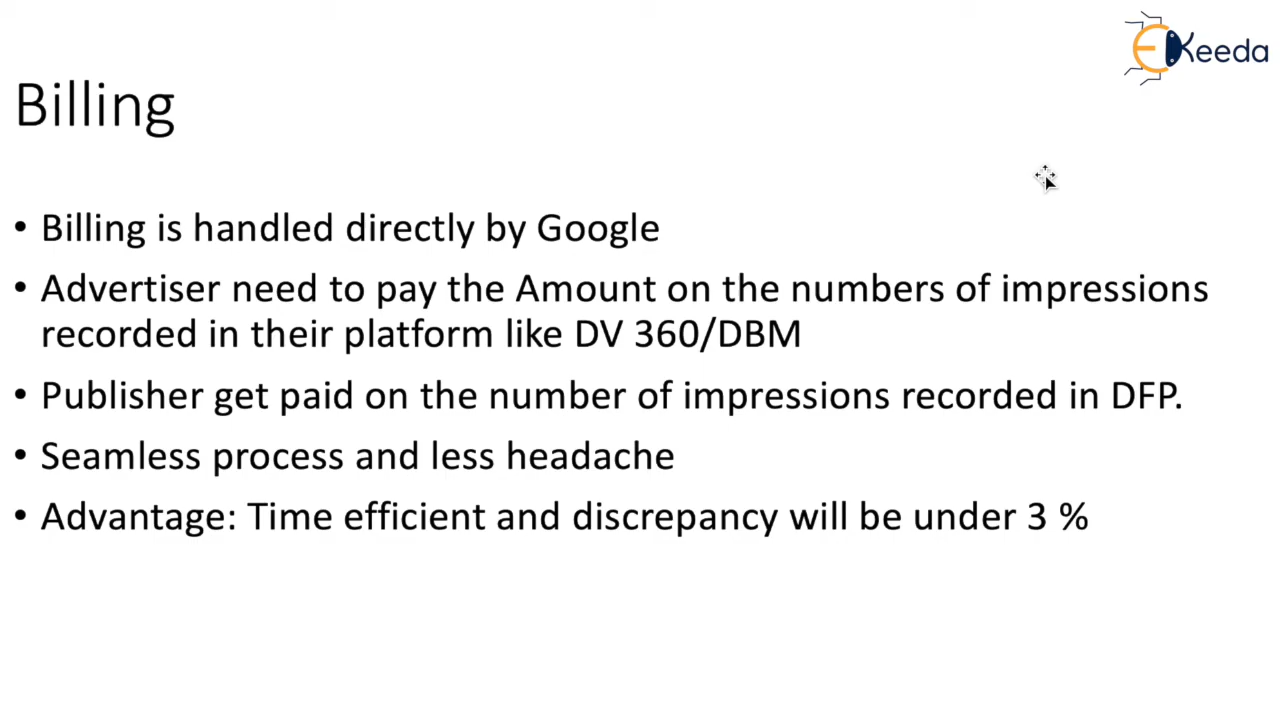 EKeeda
Billing
• Billing is handled directly by Google
• Advertiser need to pay the Amount on the numbers of impressions
recorded in their platform like DV 360/DBM
• Publisher get paid on the number of impressions recorded in DFP.
• Seamless process and less headache
• Advantage: Time efficient and discrepancy will be under 3 %